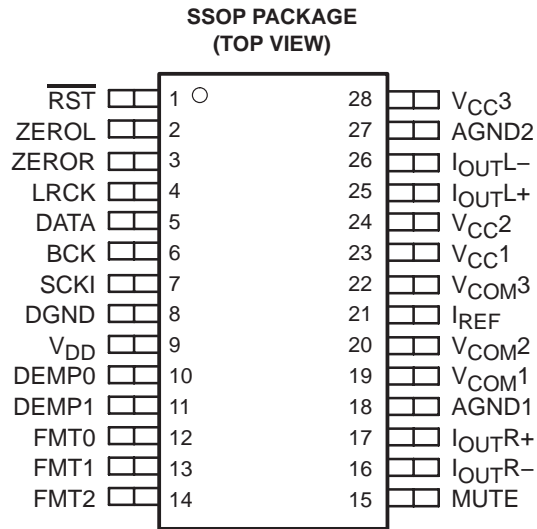 SSOP PACKAGE
(TOP VIEW)
R̅S̅T̅ 1 28 VCC3
ZEROL 2 27 AGND2
ZEROR 3 26 IOUTL–
LRCK 4 25 IOUTL+
DATA 5 24 VCC2
BCK 6 23 VCC1
SCKI 7 22 VCOM3
DGND 8 21 IREF
VDD 9 20 VCOM2
DEMP0 10 19 VCOM1
DEMP1 11 18 AGND1
FMT0 12 17 IOUTR+
FMT1 13 16 IOUTR–
FMT2 14 15 MUTE